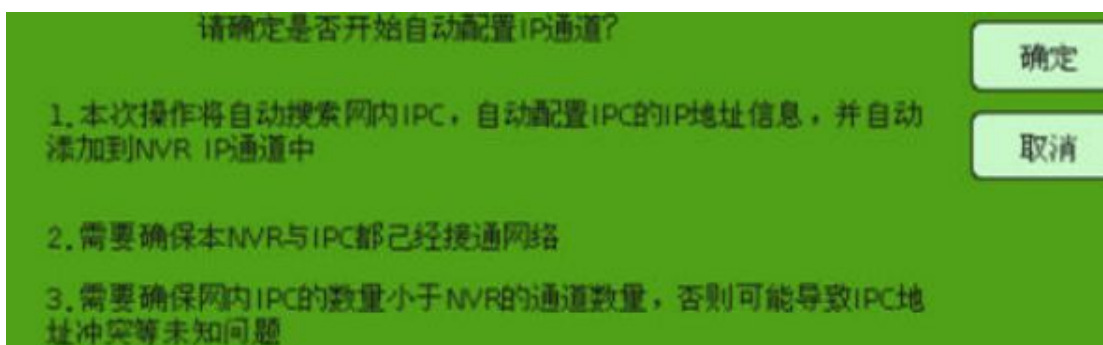 请确定是否开始自动配置IP通道?
确定
1.本次操作将自动搜索网内IPC，自动配置IPC的IP地址信息，并自动
添加到NVR IP通道中
取消
2.需要确保本NVR与IPC都已经接通网络
3.需要确保网内IPC的数量小于NVR的通道数量，否则可能导致IPC地
址冲突等未知问题